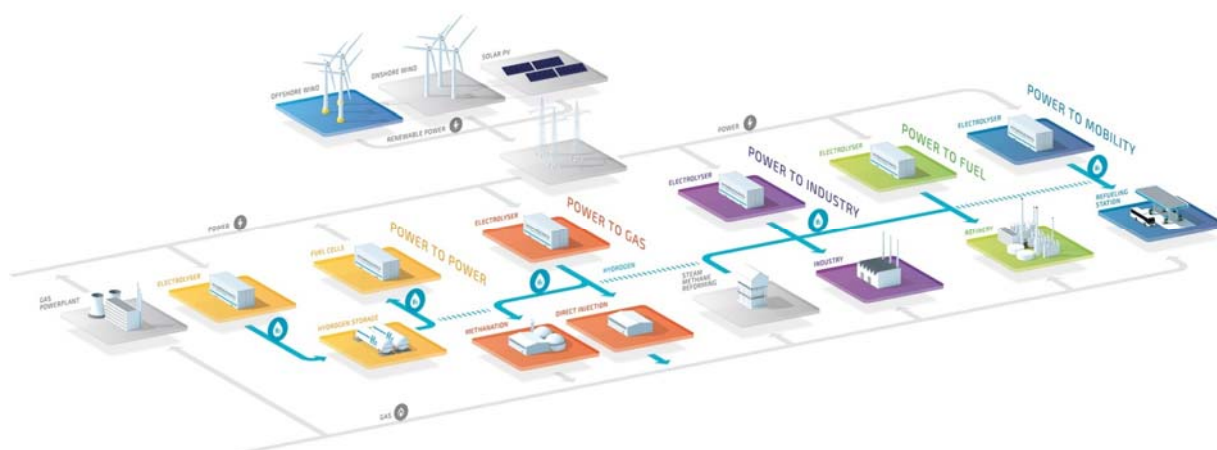 SOLAR PV
ONSHORE WIND
OFFSHORE WIND
RENEWABLE POWER
POWER
ELECTROLYSER
POWER TO MOBILITY
ELECTROLYSER
POWER TO FUEL
ELECTROLYSER
POWER TO INDUSTRY
REFUELING
STATION
REFINERY
INDUSTRY
ELECTROLYSER
POWER TO GAS
POWER
FUEL CELLS
POWER TO POWER
HYDROGEN
STEAM
METHANE
REFORMING
ELECTROLYSER
GAS
POWERPLANT
HYDROGEN STORAGE
METHANATION
DIRECT INJECTION
GAS